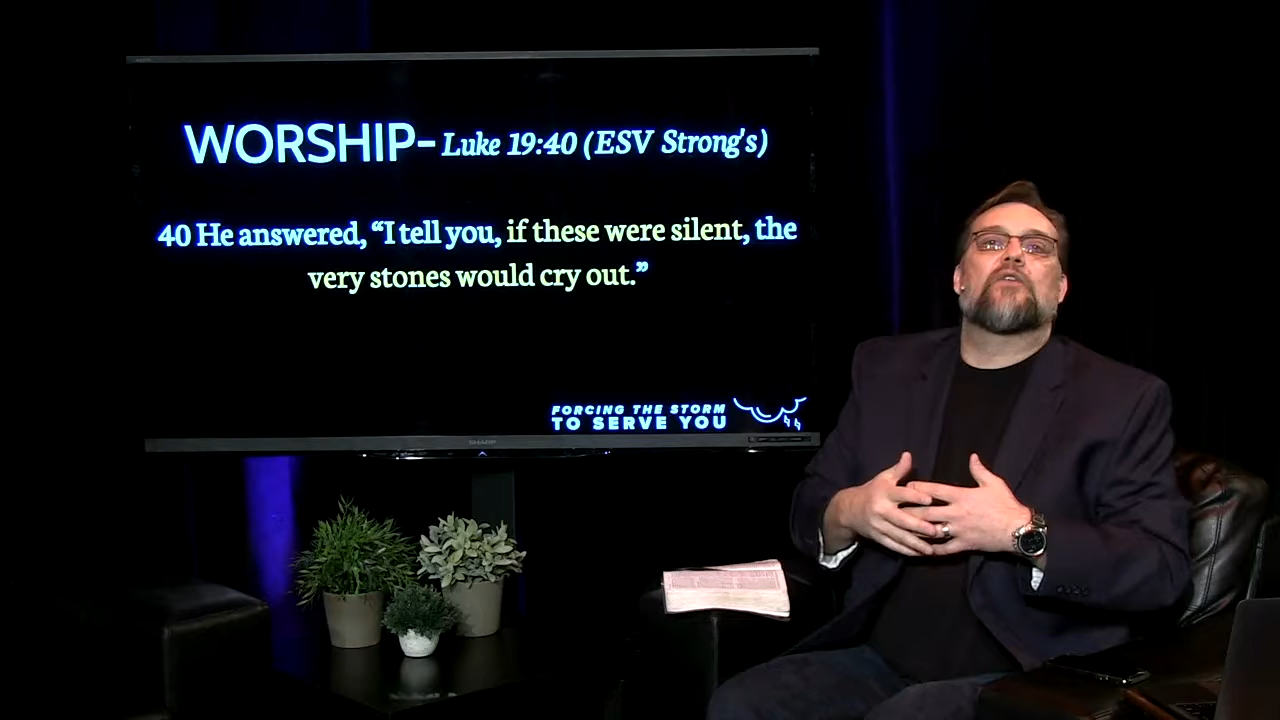 WORSHIP- Luke 19:40 (ESV Strong's)
40 He answered, “I tell you, if these were silent, the
very stones would cry out.”
FORCING THE STORM
TO SERVE YOU
SHARP